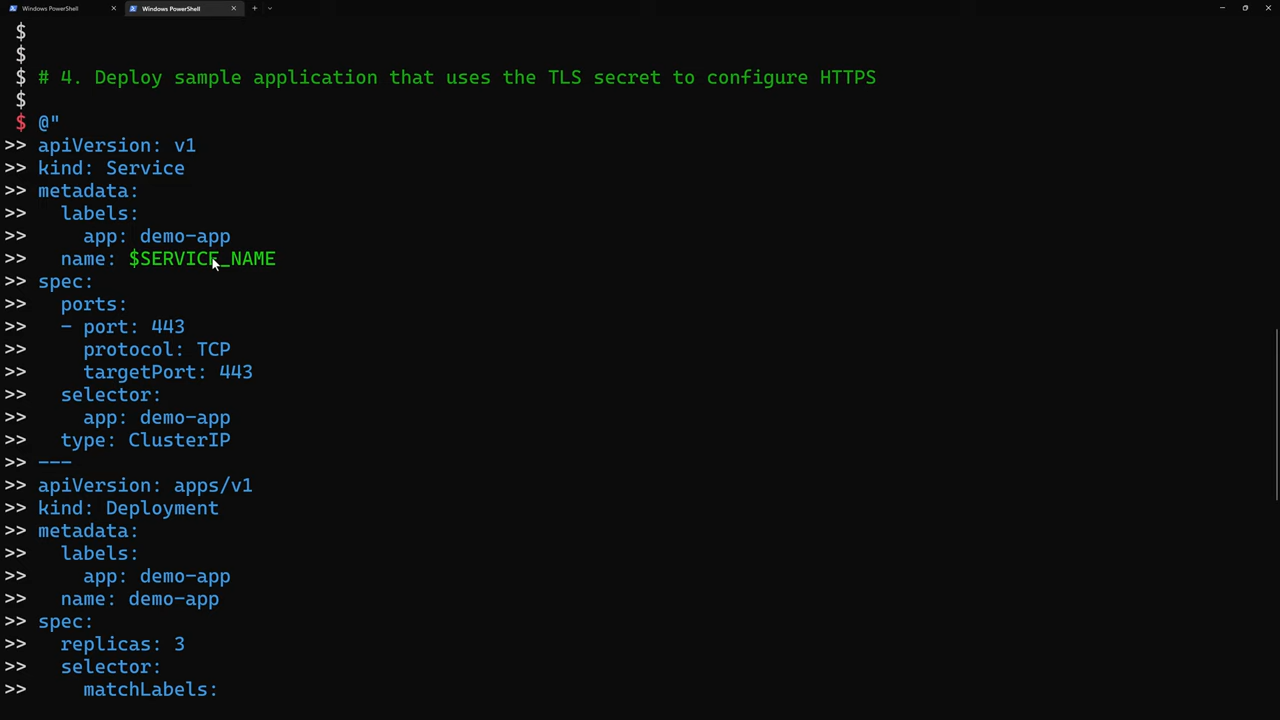 Windows PowerShell
Windows PowerShell
$
$
$ # 4. Deploy sample application that uses the TLS secret to configure HTTPS
$
$ @"
>> apiVersion: v1
>> kind: Service
>> metadata:
>>   labels:
>>     app: demo-app
>>   name: $SERVICE_NAME
>> spec:
>>   ports:
>>   - port: 443
>>     protocol: TCP
>>     targetPort: 443
>>   selector:
>>     app: demo-app
>>   type: ClusterIP
>> ---
>> apiVersion: apps/v1
>> kind: Deployment
>> metadata:
>>   labels:
>>     app: demo-app
>>   name: demo-app
>> spec:
>>   replicas: 3
>>   selector:
>>     matchLabels: